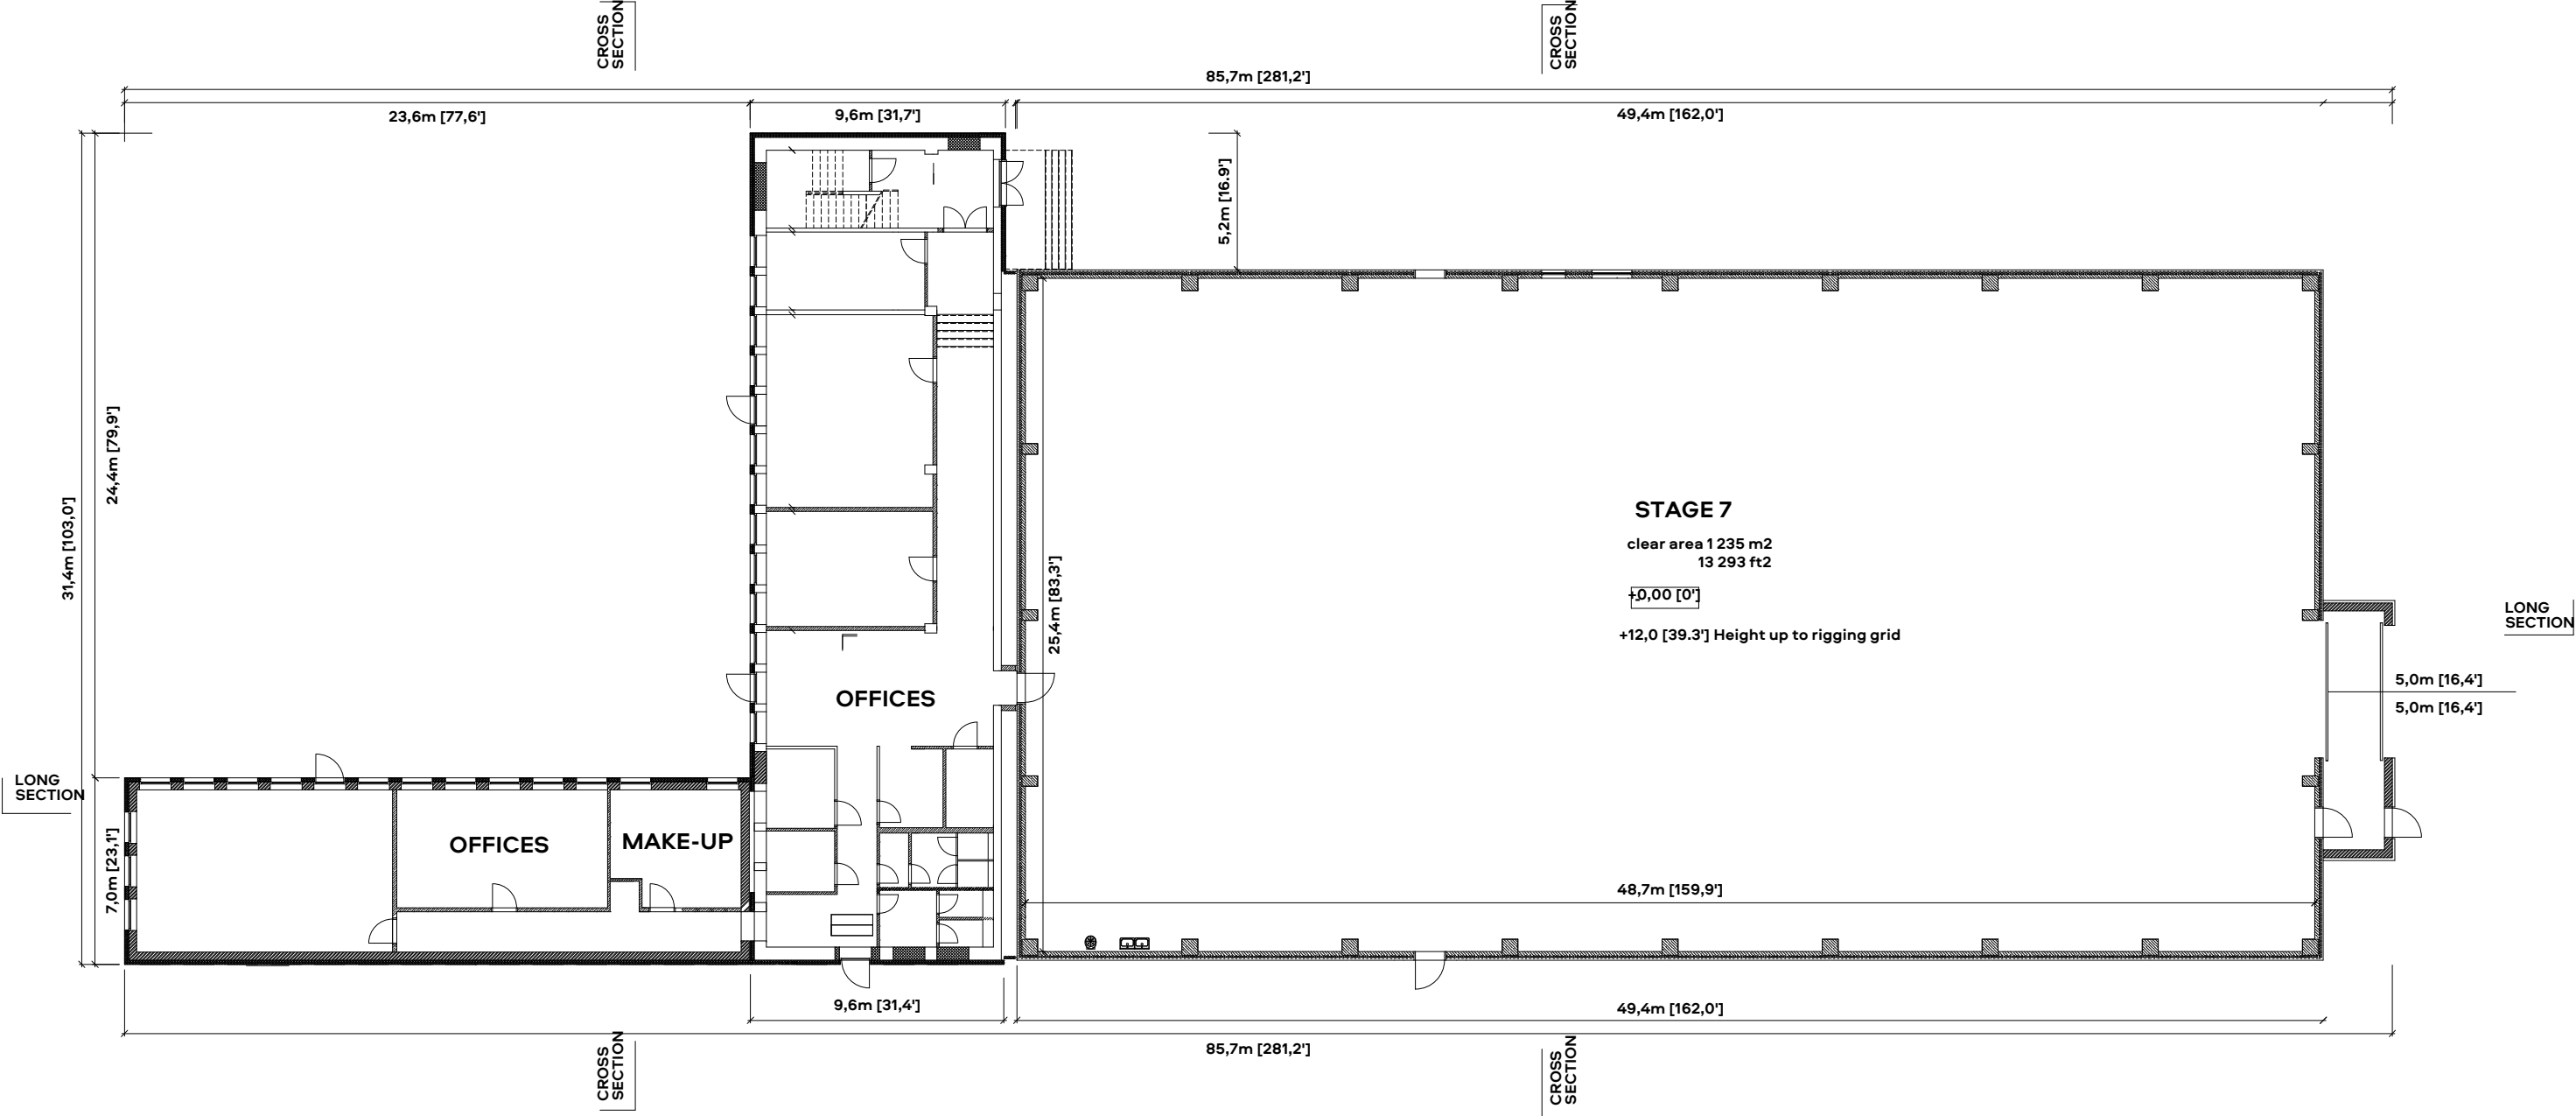 CROSS
SECTION
CROSS
SECTION
85,7m [281,2']
23,6m [77,6']
9,6m [31,7']
49,4m [162,0']
5,2m [16.9']
24,4m [79,9']
31,4m [103,0']
STAGE 7
clear area 1 235 m2
13 293 ft2
+0,00 [0']
+12,0 [39.3'] Height up to rigging grid
25,4m [83,3']
LONG
SECTION
5,0m [16,4']
5,0m [16,4']
OFFICES
LONG
SECTION
OFFICES
MAKE-UP
7,0m [23,1']
48,7m [159,9']
9,6m [31,4']
49,4m [162,0']
85,7m [281,2']
CROSS
SECTION
CROSS
SECTION